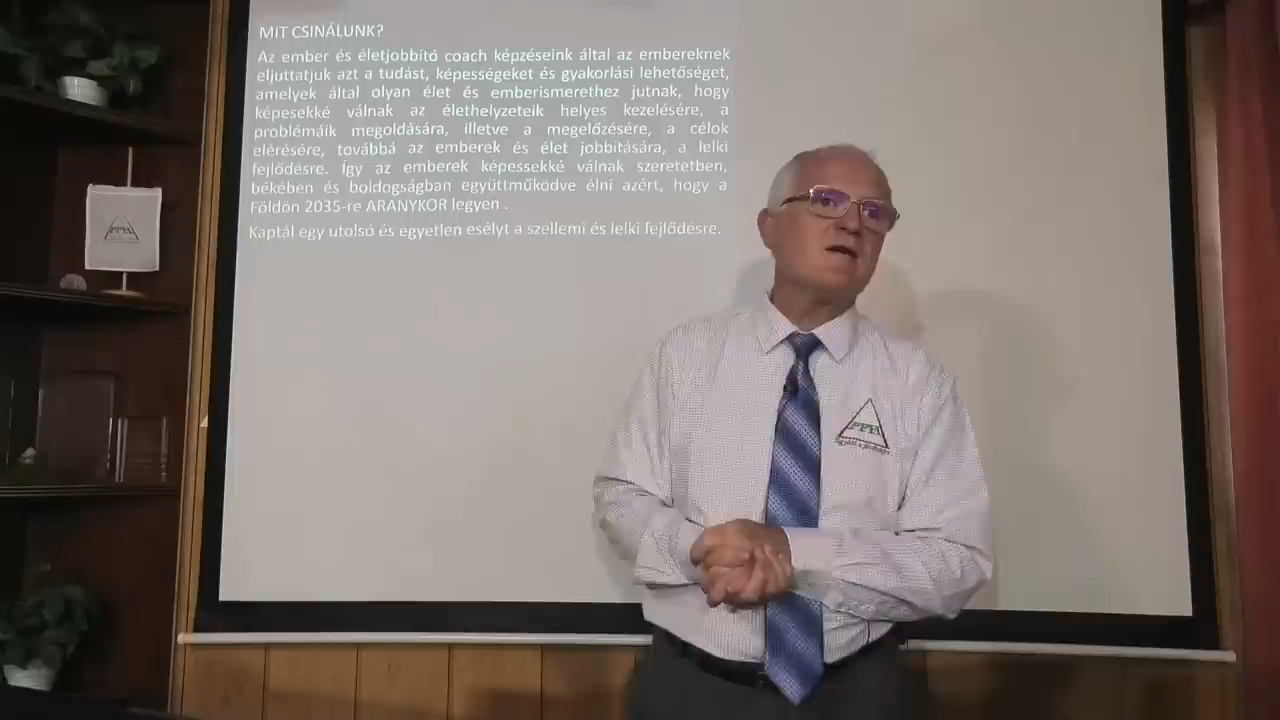 MIT CSINÁLUNK?
Az ember és életjobbító coach képzéseink által az embereknek
eljuttatjuk azt a tudást, képességeket és gyakorlási lehetőséget,
amelyek által olyan élet és emberismerethez jutnak, hogy
képesekké válnak az élethelyzeteik helyes kezelésére, a
problémáik megoldására, illetve a megelőzésére, a célok
elérésére, továbbá az emberek és élet jobbítására, a lelki
fejlődésre. Így az emberek képessekké válnak szeretetben,
békében és boldogságban együttműködve élni azért, hogy a
Földön 2035-re ARANYKOR legyen .
Kaptál egy utolsó és egyetlen esélyt a szellemi és lelki fejlődésre.